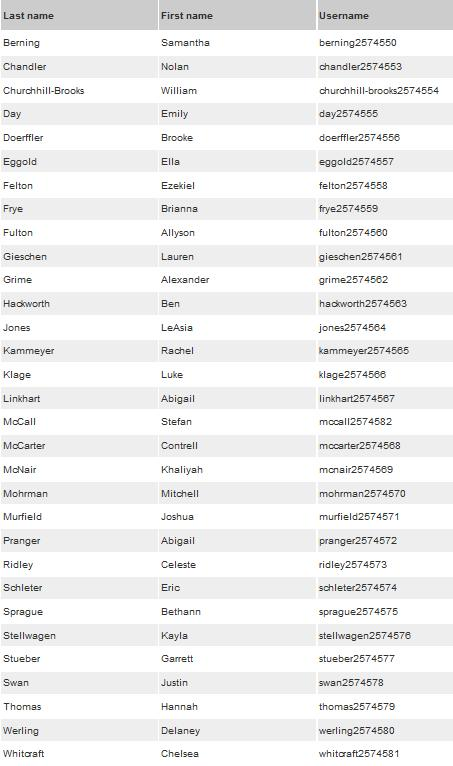 Last name First name Username
Berning Samantha berning2574550
Chandler Nolan chandler2574553
Churchhill-Brooks William churchhill-brooks2574554
Day Emily day2574555
Doerffler Brooke doerffler2574556
Eggold Ella eggold2574557
Felton Ezekiel felton2574558
Frye Brianna frye2574559
Fulton Allyson fulton2574560
Gieschen Lauren gieschen2574561
Grime Alexander grime2574562
Hackworth Ben hackworth2574563
Jones LeAsia jones2574564
Kammeyer Rachel kammeyer2574565
Klage Luke klage2574566
Linkhart Abigail linkhart2574567
McCall Stefan mccall2574582
McCarter Contrell mccarter2574568
McNair Khaliyah mcnair2574569
Mohrman Mitchell mohrman2574570
Murfield Joshua murfield2574571
Pranger Abigail pranger2574572
Ridley Celeste ridley2574573
Schleter Eric schleter2574574
Sprague Bethann sprague2574575
Stellwagen Kayla stellwagen2574576
Stueber Garrett stueber2574577
Swan Justin swan2574578
Thomas Hannah thomas2574579
Werling Delaney werling2574580
Whitcraft Chelsea whitcraft2574581